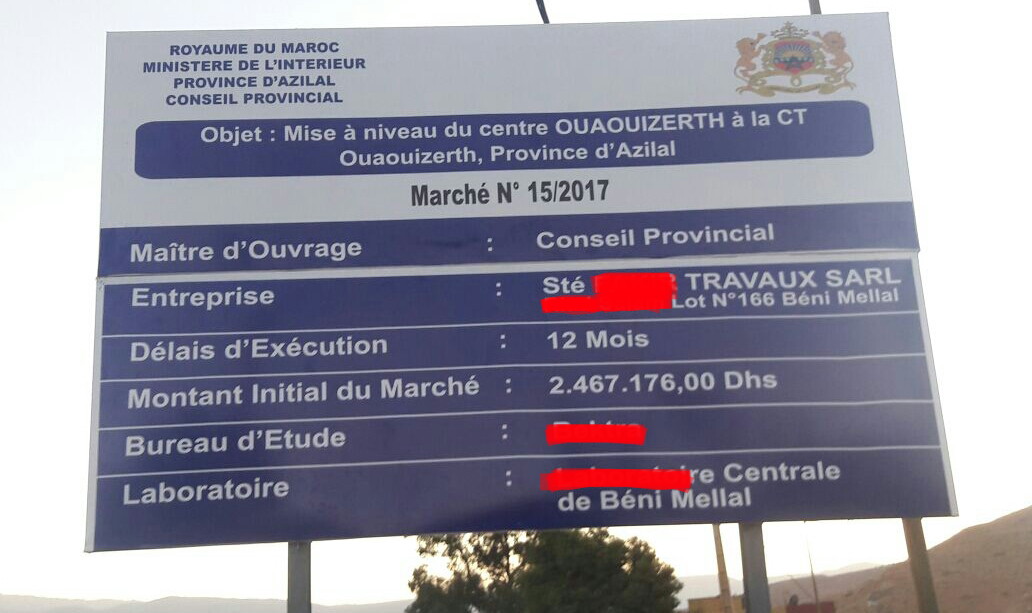 ROYAUME DU MAROC
MINISTERE DE L'INTERIEUR
PROVINCE D'AZILAL
CONSEIL PROVINCIAL
Objet : Mise à niveau du centre OUAOUIZERTH à la CT
Ouaouizerth, Province d'Azilal
Marché N° 15/2017
Maître d'Ouvrage : Conseil Provincial
Entreprise : Sté TRAVAUX SARL
Lot N°166 Béni Mellal
Délais d'Exécution : 12 Mois
Montant Initial du Marché : 2.467.176,00 Dhs
Bureau d'Etude :
Laboratoire : Centrale
de Béni Mellal